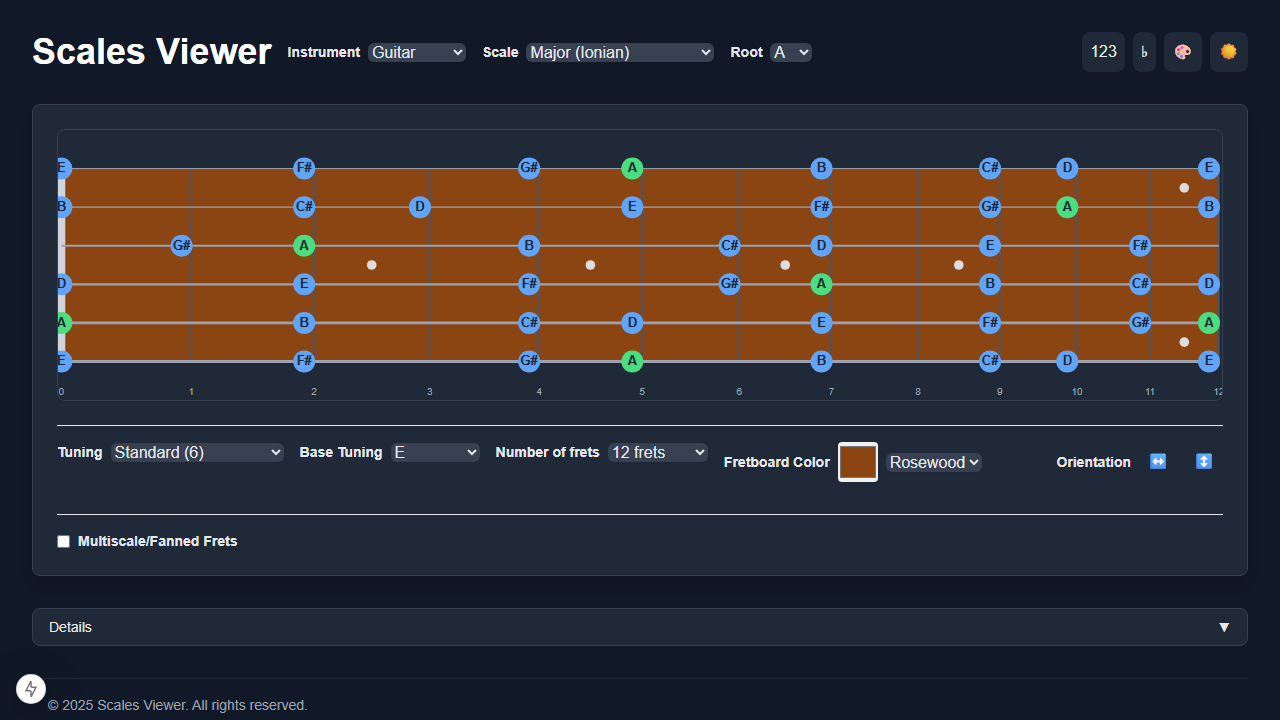 Scales Viewer Instrument Guitar Scale Major (Ionian) Root A 123 ♭
E F# G# A B C# D E
B C# D E F# G# A B
G# A B C# D E F#
D E F# G# A B C# D
A B C# D E F# G# A
E F# G# A B C# D E
0 1 2 3 4 5 6 7 8 9 10 11 12
Tuning Standard (6) Base Tuning E Number of frets 12 frets Fretboard Color Rosewood Orientation
Multiscale/Fanned Frets
Details ▼
© 2025 Scales Viewer. All rights reserved.